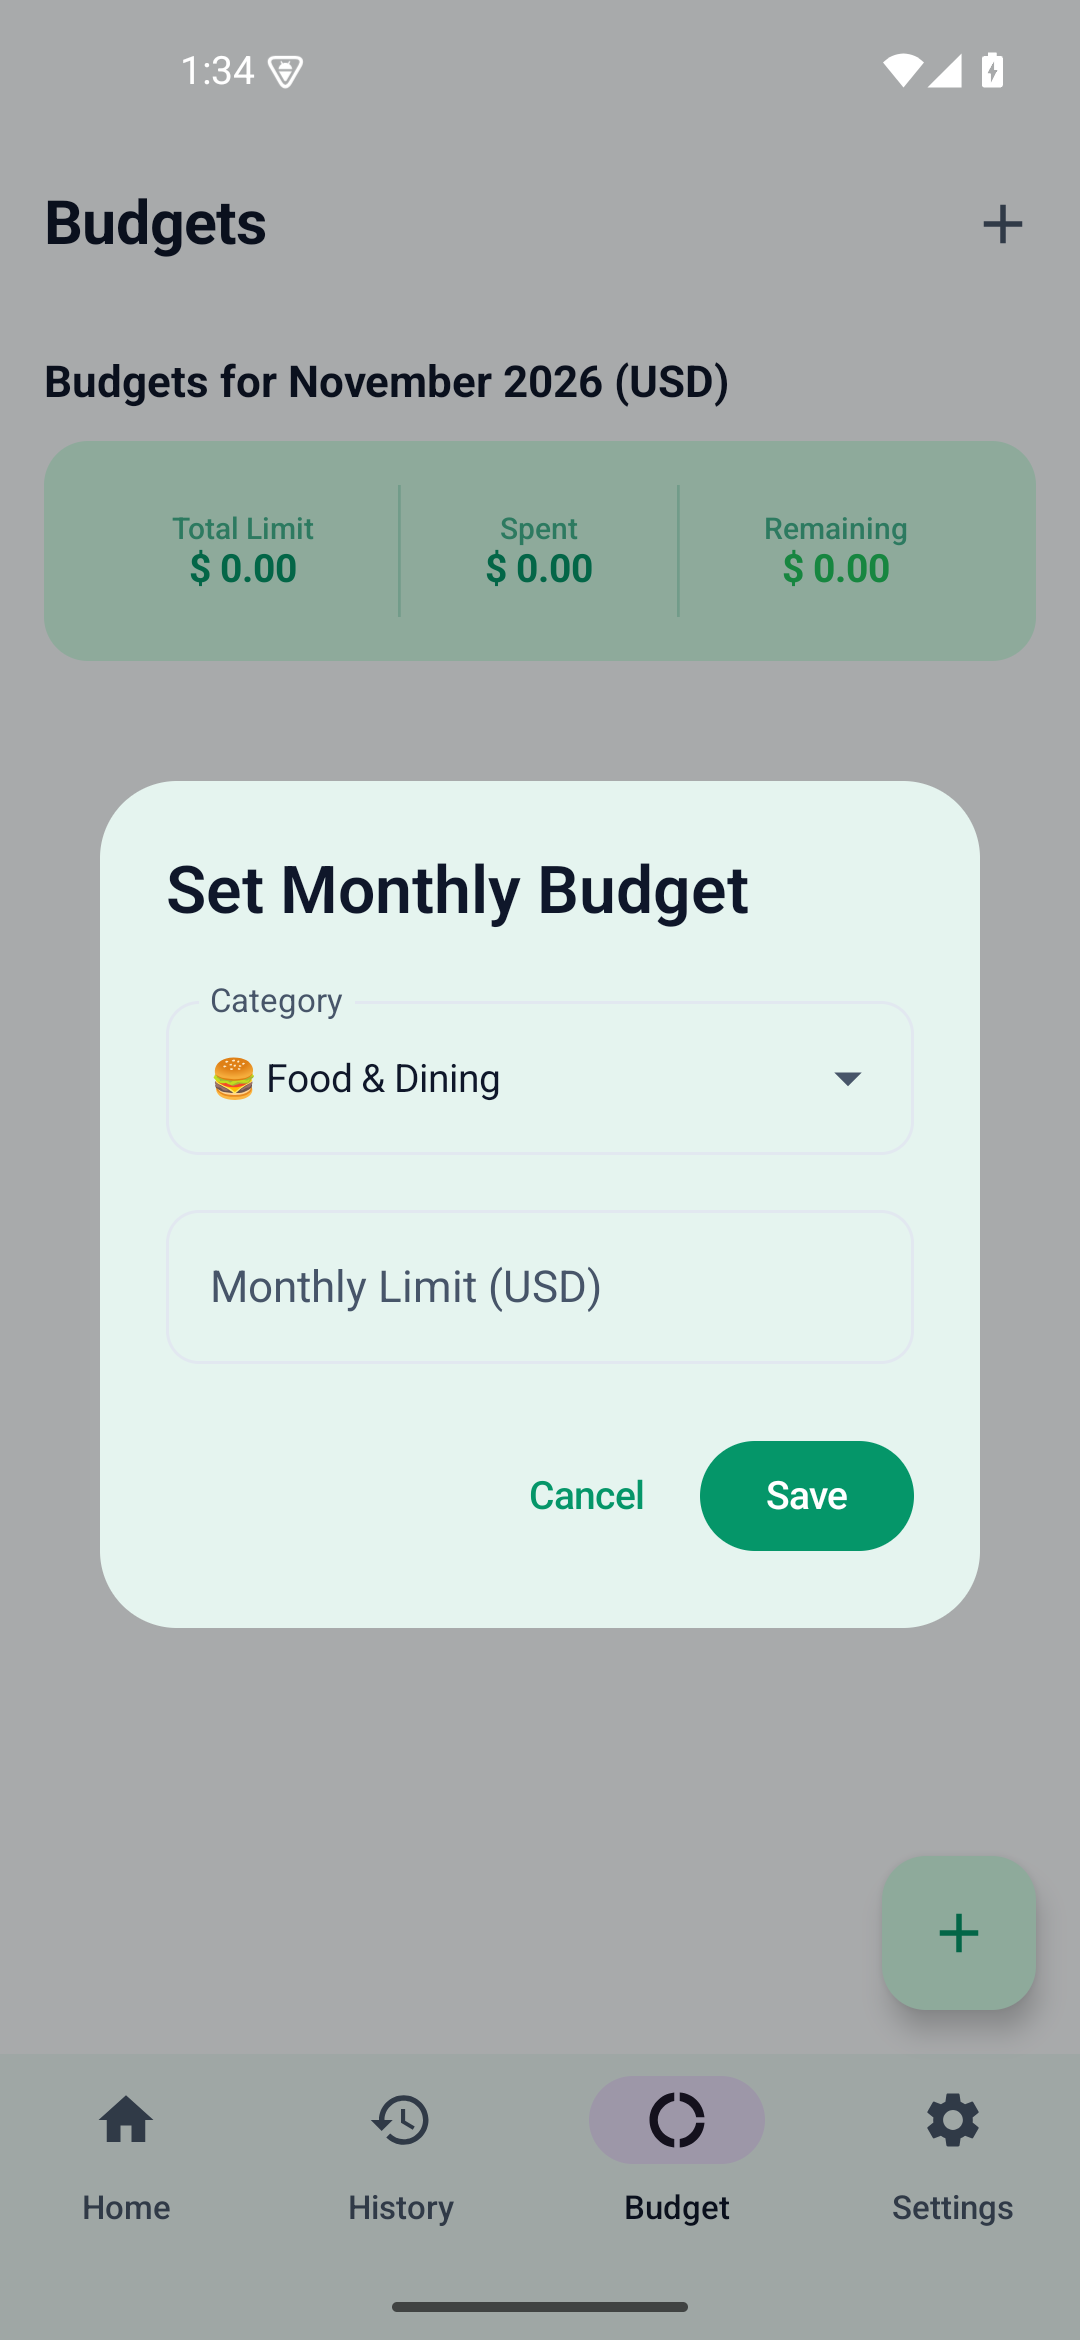 1:34
Budgets
Budgets for November 2026 (USD)
Total Limit Spent Remaining
$ 0.00 $ 0.00 $ 0.00
Set Monthly Budget
Category
🍔 Food & Dining
Monthly Limit (USD)
Cancel Save
Home History Budget Settings